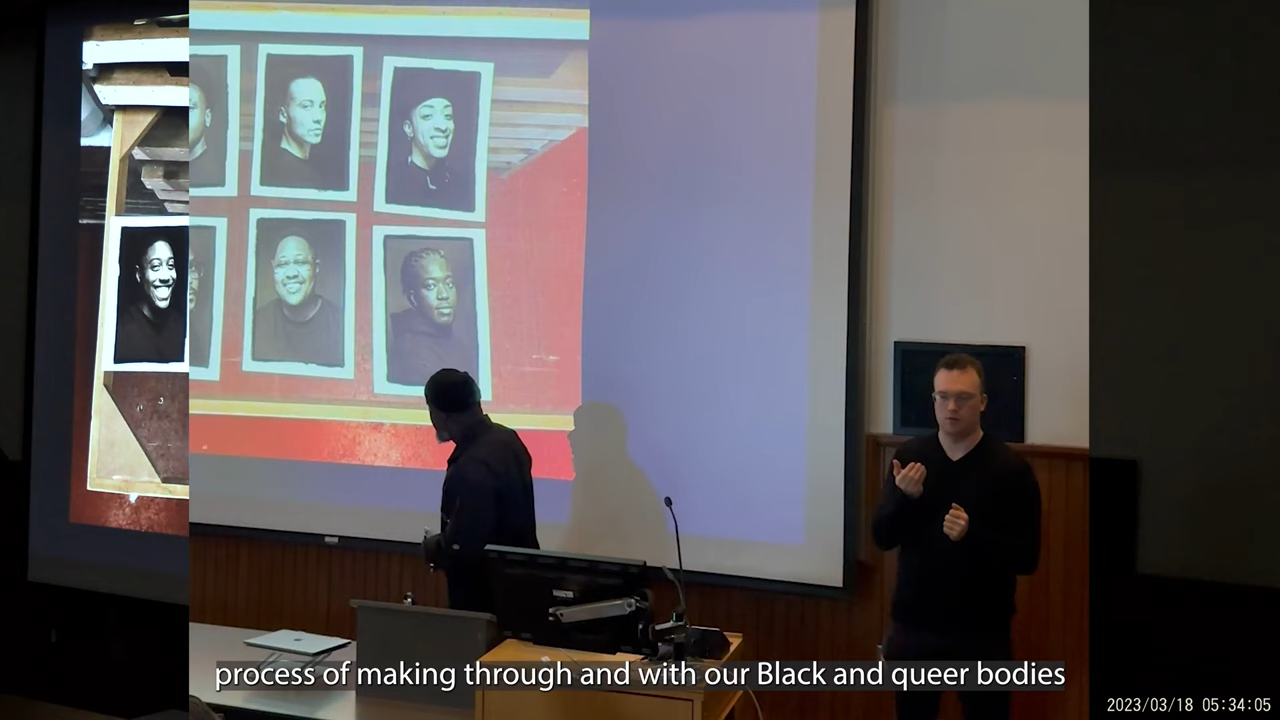 process of making through and with our Black and queer bodies
2023/03/18 05:34:05